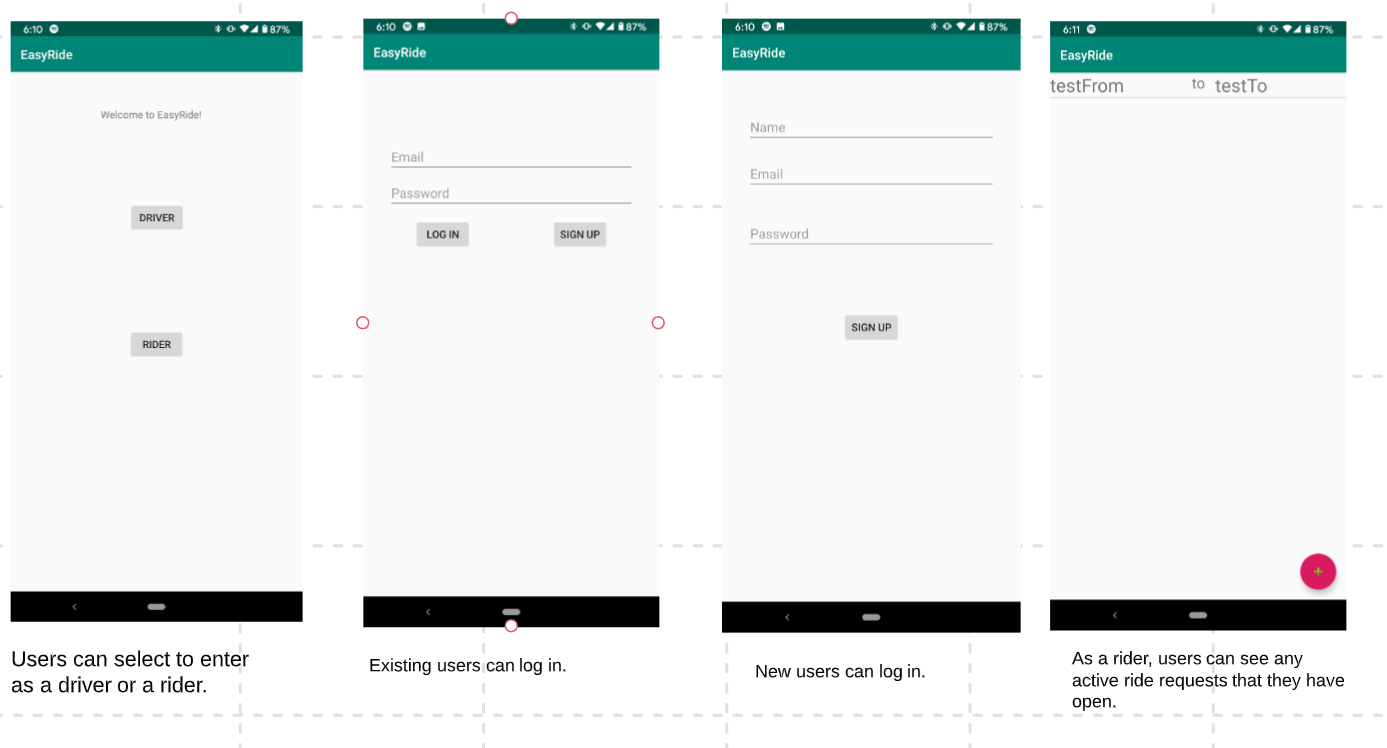 6:10
87%
EasyRide
Welcome to EasyRide!
DRIVER
RIDER
Users can select to enter
as a driver or a rider.
6:10
87%
EasyRide
Email
Password
LOG IN
SIGN UP
Existing users can log in.
6:10
87%
EasyRide
Name
Email
Password
SIGN UP
New users can log in.
6:11
87%
EasyRide
testFrom to testTo
+
As a rider, users can see any
active ride requests that they have
open.